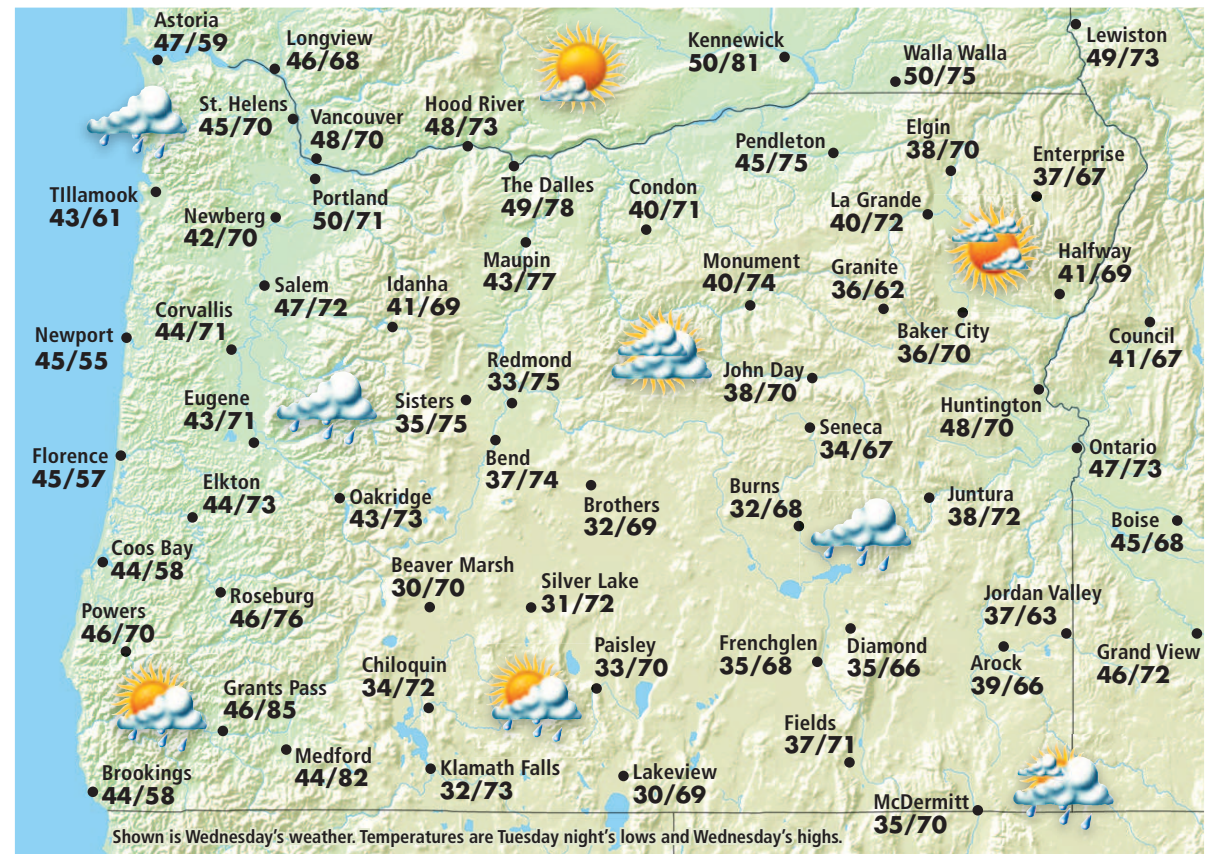 Astoria
47/59
Longview
46/68
Kennewick
50/81
Walla Walla
50/75
Lewiston
49/73
St. Helens
45/70
Vancouver
48/70
Hood River
48/73
Pendleton
45/75
Elgin
38/70
Enterprise
37/67
TIllamook
43/61
Newberg
42/70
Portland
50/71
The Dalles
49/78
Condon
40/71
La Grande
40/72
Maupin
43/77
Monument
40/74
Granite
36/62
Halfway
41/69
Salem
47/72
Idanha
41/69
Corvallis
44/71
Newport
45/55
Baker City
36/70
Council
41/67
Redmond
33/75
John Day
38/70
Eugene
43/71
Sisters
35/75
Huntington
48/70
Seneca
34/67
Florence
45/57
Bend
37/74
Ontario
47/73
Elkton
44/73
Oakridge
43/73
Brothers
32/69
Burns
32/68
Juntura
38/72
Boise
45/68
Coos Bay
44/58
Beaver Marsh
30/70
Silver Lake
31/72
Roseburg
46/76
Jordan Valley
37/63
Powers
46/70
Paisley
33/70
Frenchglen
35/68
Diamond
35/66
Arock
39/66
Grand View
46/72
Chiloquin
34/72
Grants Pass
46/85
Fields
37/71
Medford
44/82
Klamath Falls
32/73
Lakeview
30/69
Brookings
44/58
McDermitt
35/70
Shown is Wednesday's weather. Temperatures are Tuesday night's lows and Wednesday's highs.